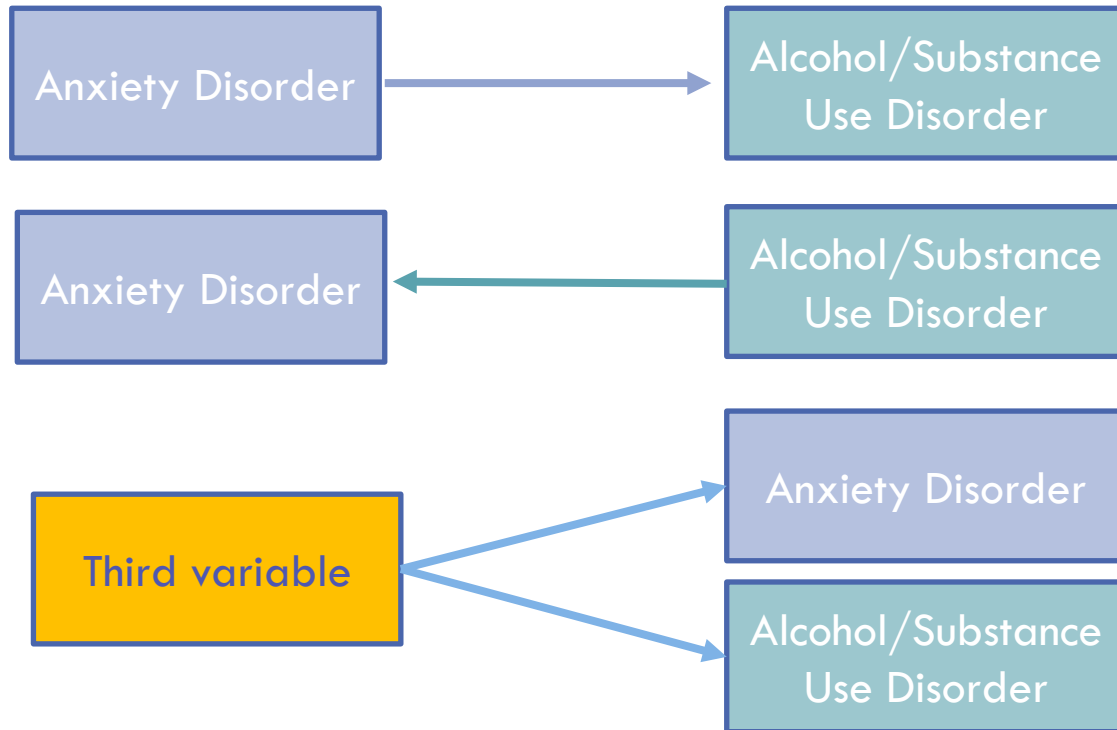 Anxiety Disorder
Alcohol/Substance
Use Disorder
Anxiety Disorder
Alcohol/Substance
Use Disorder
Third variable
Anxiety Disorder
Alcohol/Substance
Use Disorder